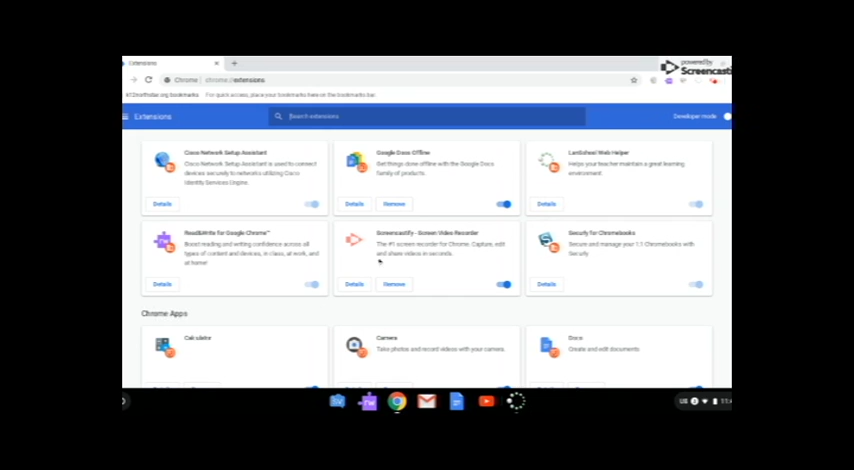 Extensions
powered by
Screencasti
Chrome | chrome://extensions
k12northstar.org bookmarks For quick access, place your bookmarks here on the bookmarks bar.
Extensions
Search extensions
Developer mode
Cisco Network Setup Assistant
Cisco Network Setup Assistant is used to connect
devices securely to networks utilizing Cisco
Identity Services Engine.
Details
Google Docs Offline
Get things done offline with the Google Docs
family of products.
Details Remove
LanSchool Web Helper
Helps your teacher maintain a great learning
environment.
Details
Read&Write for Google Chrome™
Boost reading and writing confidence across all
types of content and devices, in class, at work, and
at home!
Details
Screencastify - Screen Video Recorder
The #1 screen recorder for Chrome. Capture, edit
and share videos in seconds.
Details Remove
Security for Chromebooks
Secure and manage your 1:1 Chromebooks with
Security
Details
Chrome Apps
Calculator
Camera
Take photos and record videos with your camera.
Docs
Create and edit documents
rw
US